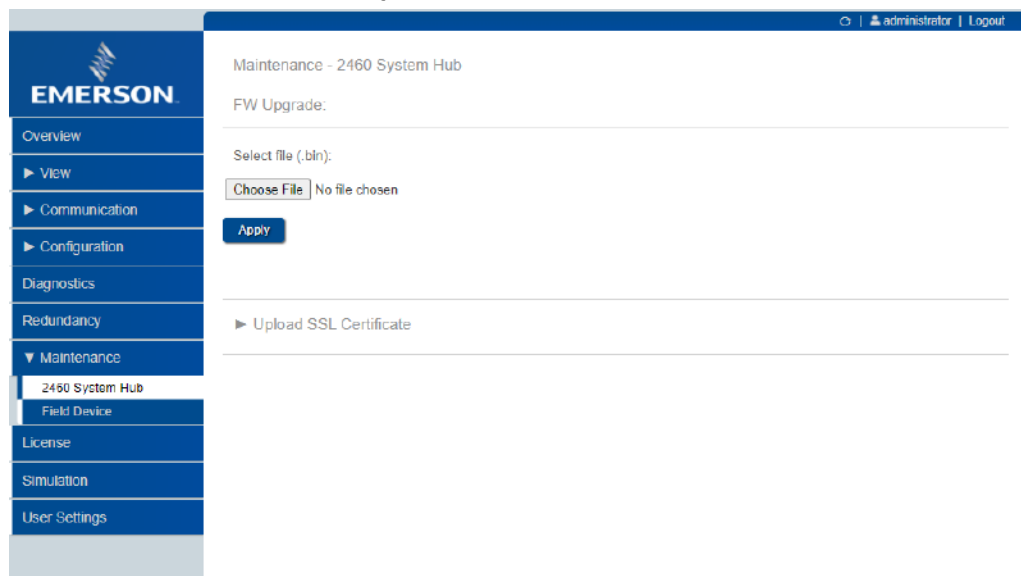 administrator | Logout
EMERSON
Maintenance - 2460 System Hub
FW Upgrade:
Overview
► View
► Communication
► Configuration
Diagnostics
Redundancy
▼ Maintenance
2460 System Hub
Field Device
License
Simulation
User Settings
Select file (.bin):
Choose File No file chosen
Apply
► Upload SSL Certificate